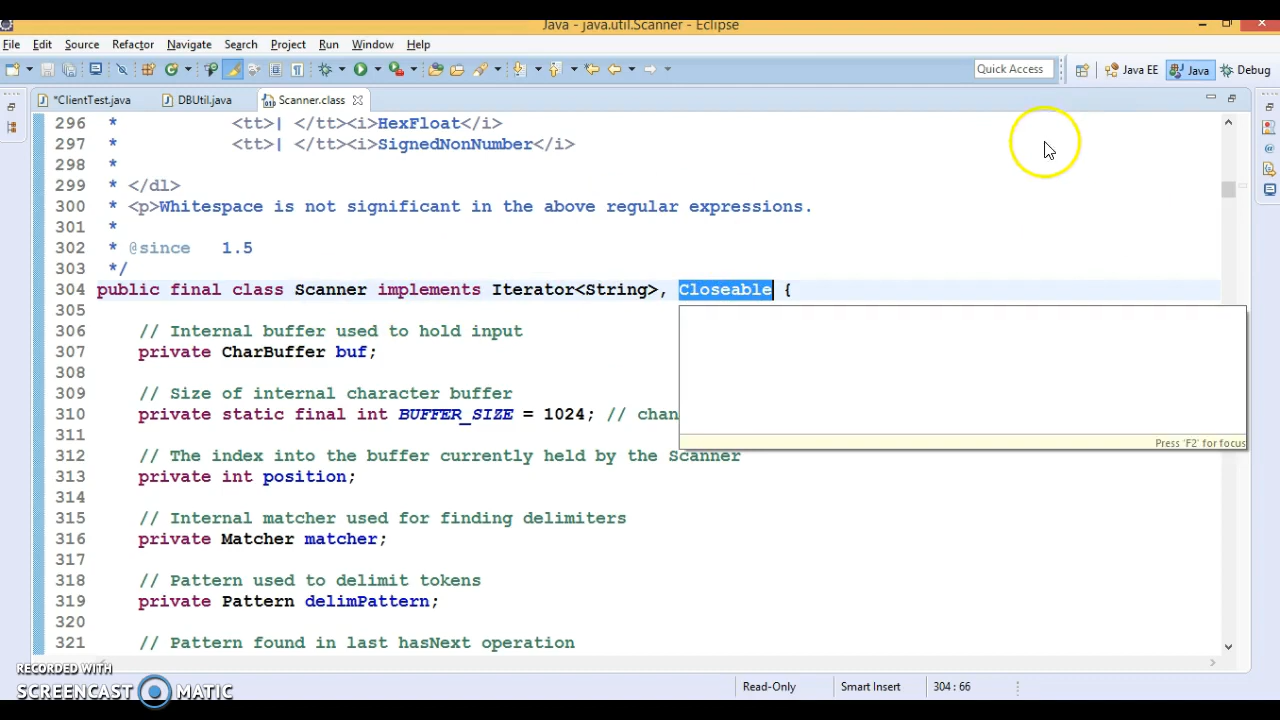 Java - java.util.Scanner - Eclipse
File Edit Source Refactor Navigate Search Project Run Window Help
Quick Access Java EE Java Debug
*ClientTest.java DBUtil.java Scanner.class
296 * <tt>| </tt><i>HexFloat</i>
297 * <tt>| </tt><i>SignedNonNumber</i>
298 *
299 * </dl>
300 * <p>Whitespace is not significant in the above regular expressions.
301 *
302 * @since 1.5
303 */
304 public final class Scanner implements Iterator<String>, Closeable {
305
306 // Internal buffer used to hold input
307 private CharBuffer buf;
308
309 // Size of internal character buffer
310 private static final int BUFFER_SIZE = 1024; // chan
311
Press 'F2' for focus
312 // The index into the buffer currently held by the Scanner
313 private int position;
314
315 // Internal matcher used for finding delimiters
316 private Matcher matcher;
317
318 // Pattern used to delimit tokens
319 private Pattern delimPattern;
320
321 // Pattern found in last hasNext operation
RECORDED WITH
SCREENCAST MATIC
Read-Only Smart Insert 304 : 66